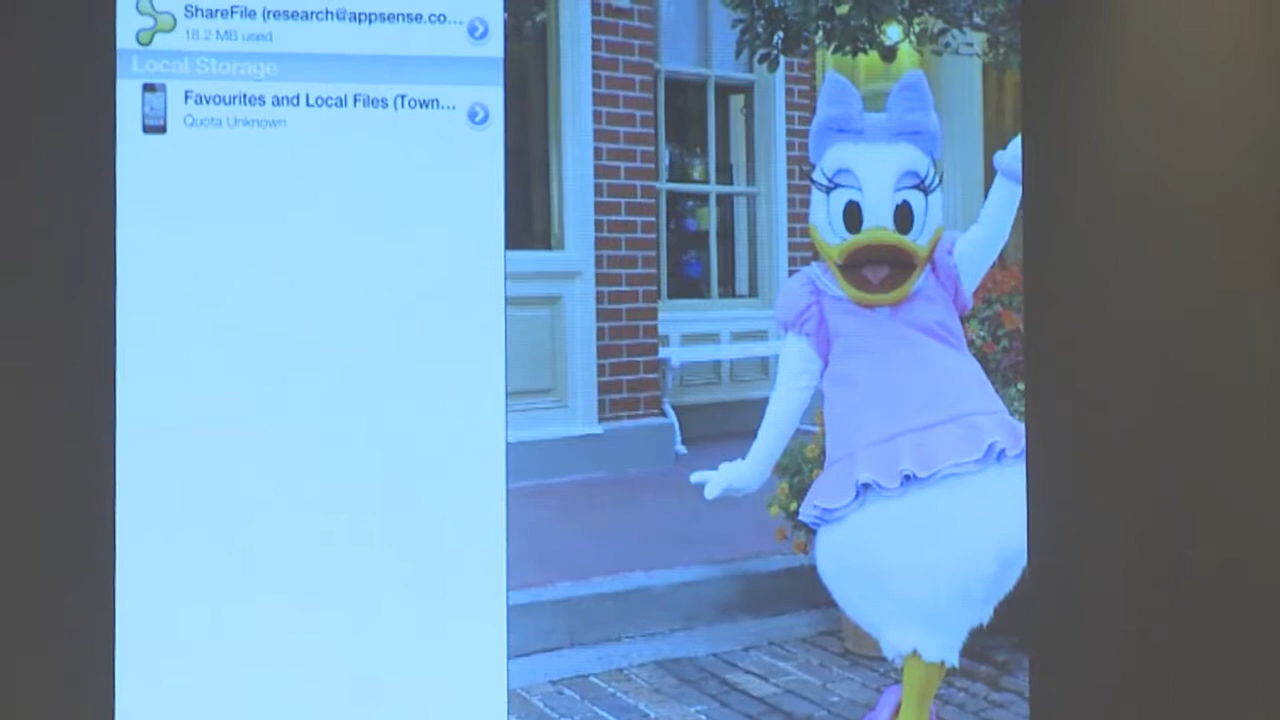 ShareFile (research@appsense.co...
18.2 MB used
Local Storage
Favourites and Local Files (Town...
Quota Unknown